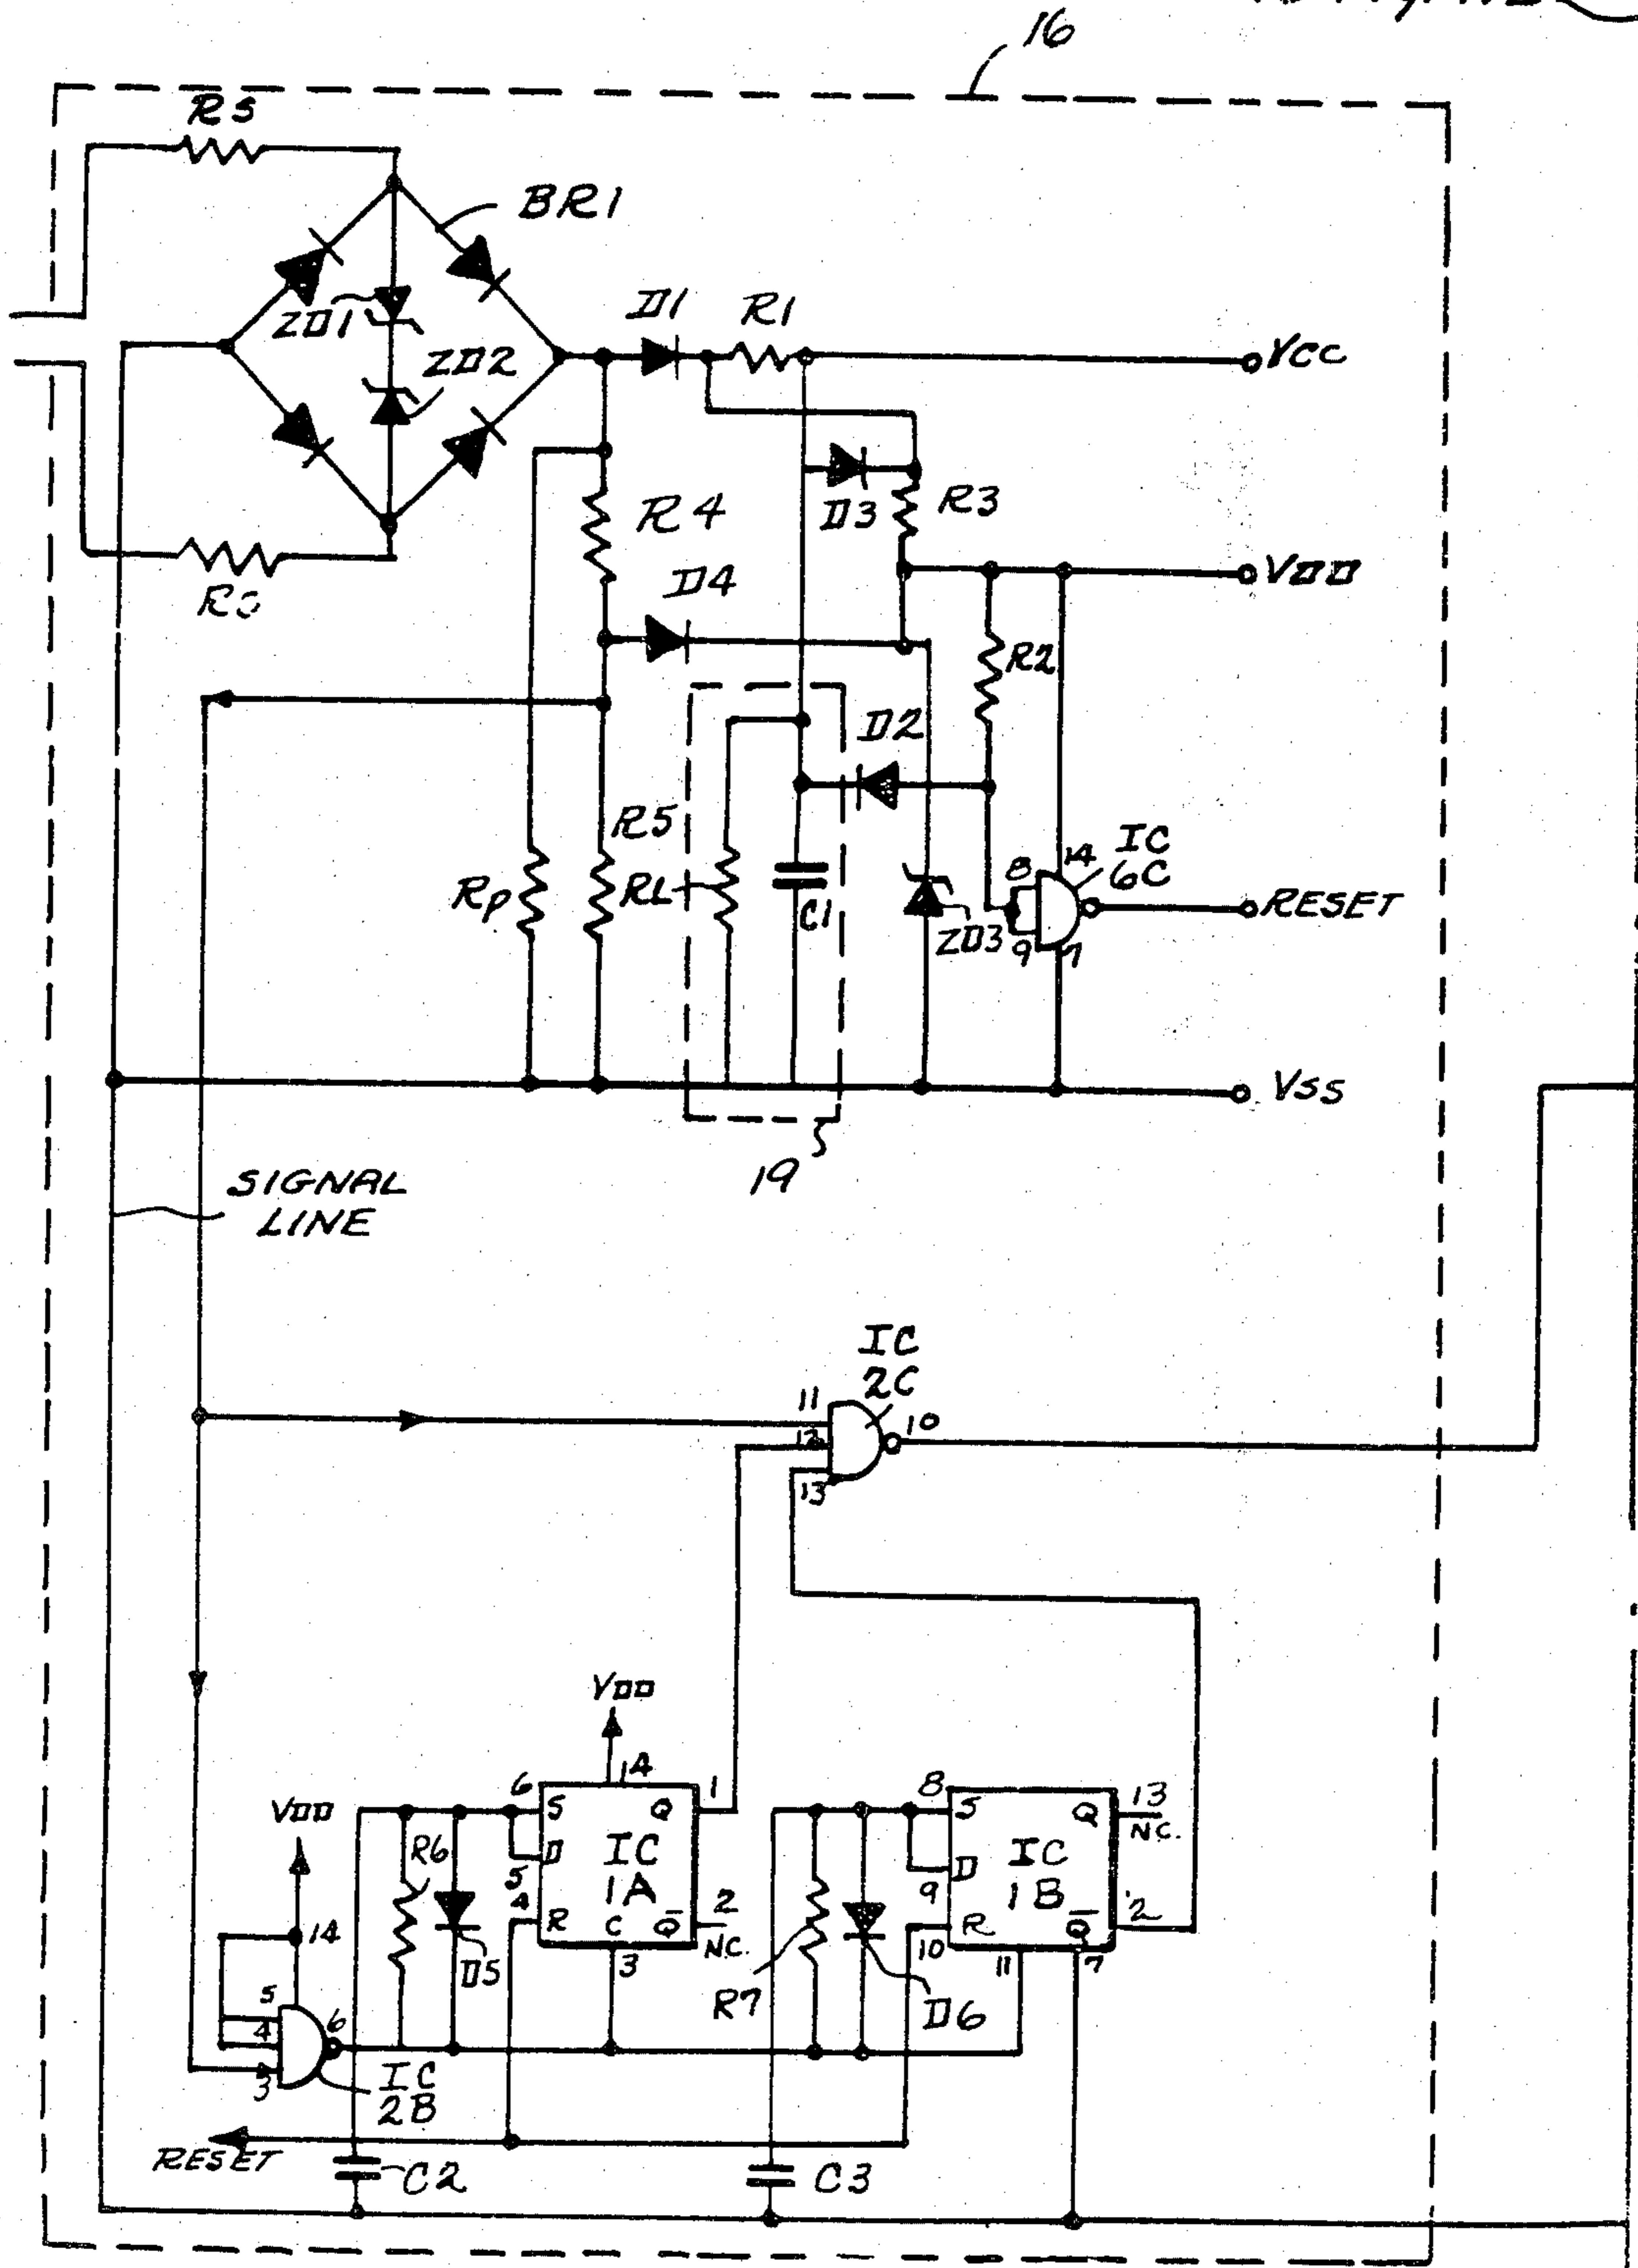 16
RS
BR1
ZD1
ZD2
D1
R1
VCC
D3
R3
R4
D4
VDD
R2
D2
R5
Rp
RL
C1
ZD3
8
14
IC
6C
9
7
RESET
VSS
19
SIGNAL
LINE
IC
2C
11
12
13
10
VDD
14
6
S
Q
1
5
D
IC
1A
4
R
C
Q̅
2
NC.
3
8
S
Q
13
NC.
9
D
IC
1B
10
R
Q̅
12
11
7
VDD
R6
D5
R7
D6
14
5
4
3
6
IC
2B
RESET
C2
C3